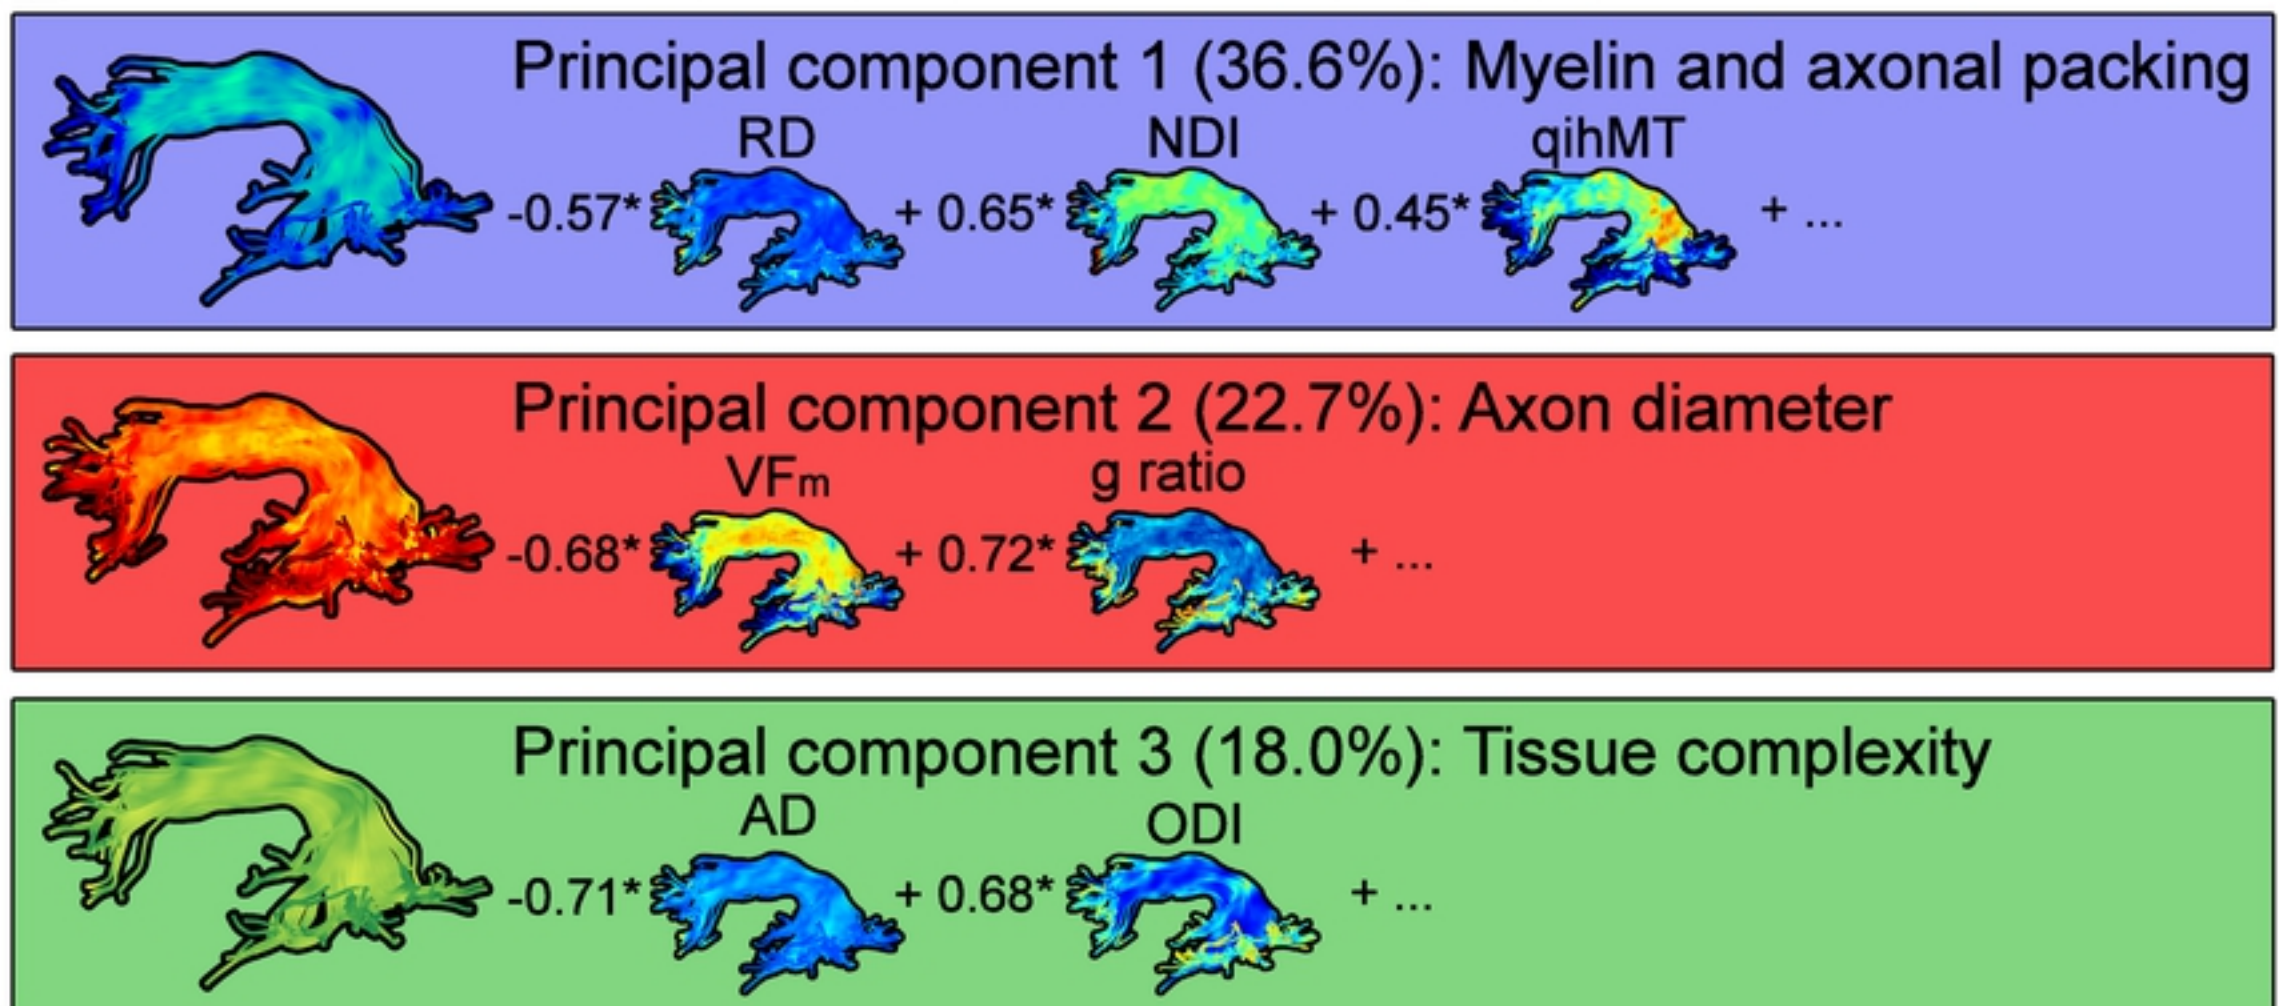 Principal component 1 (36.6%): Myelin and axonal packing
RD NDI qihMT
-0.57* + 0.65* + 0.45* + ...
Principal component 2 (22.7%): Axon diameter
VFm g ratio
-0.68* + 0.72* + ...
Principal component 3 (18.0%): Tissue complexity
AD ODI
-0.71* + 0.68* + ...